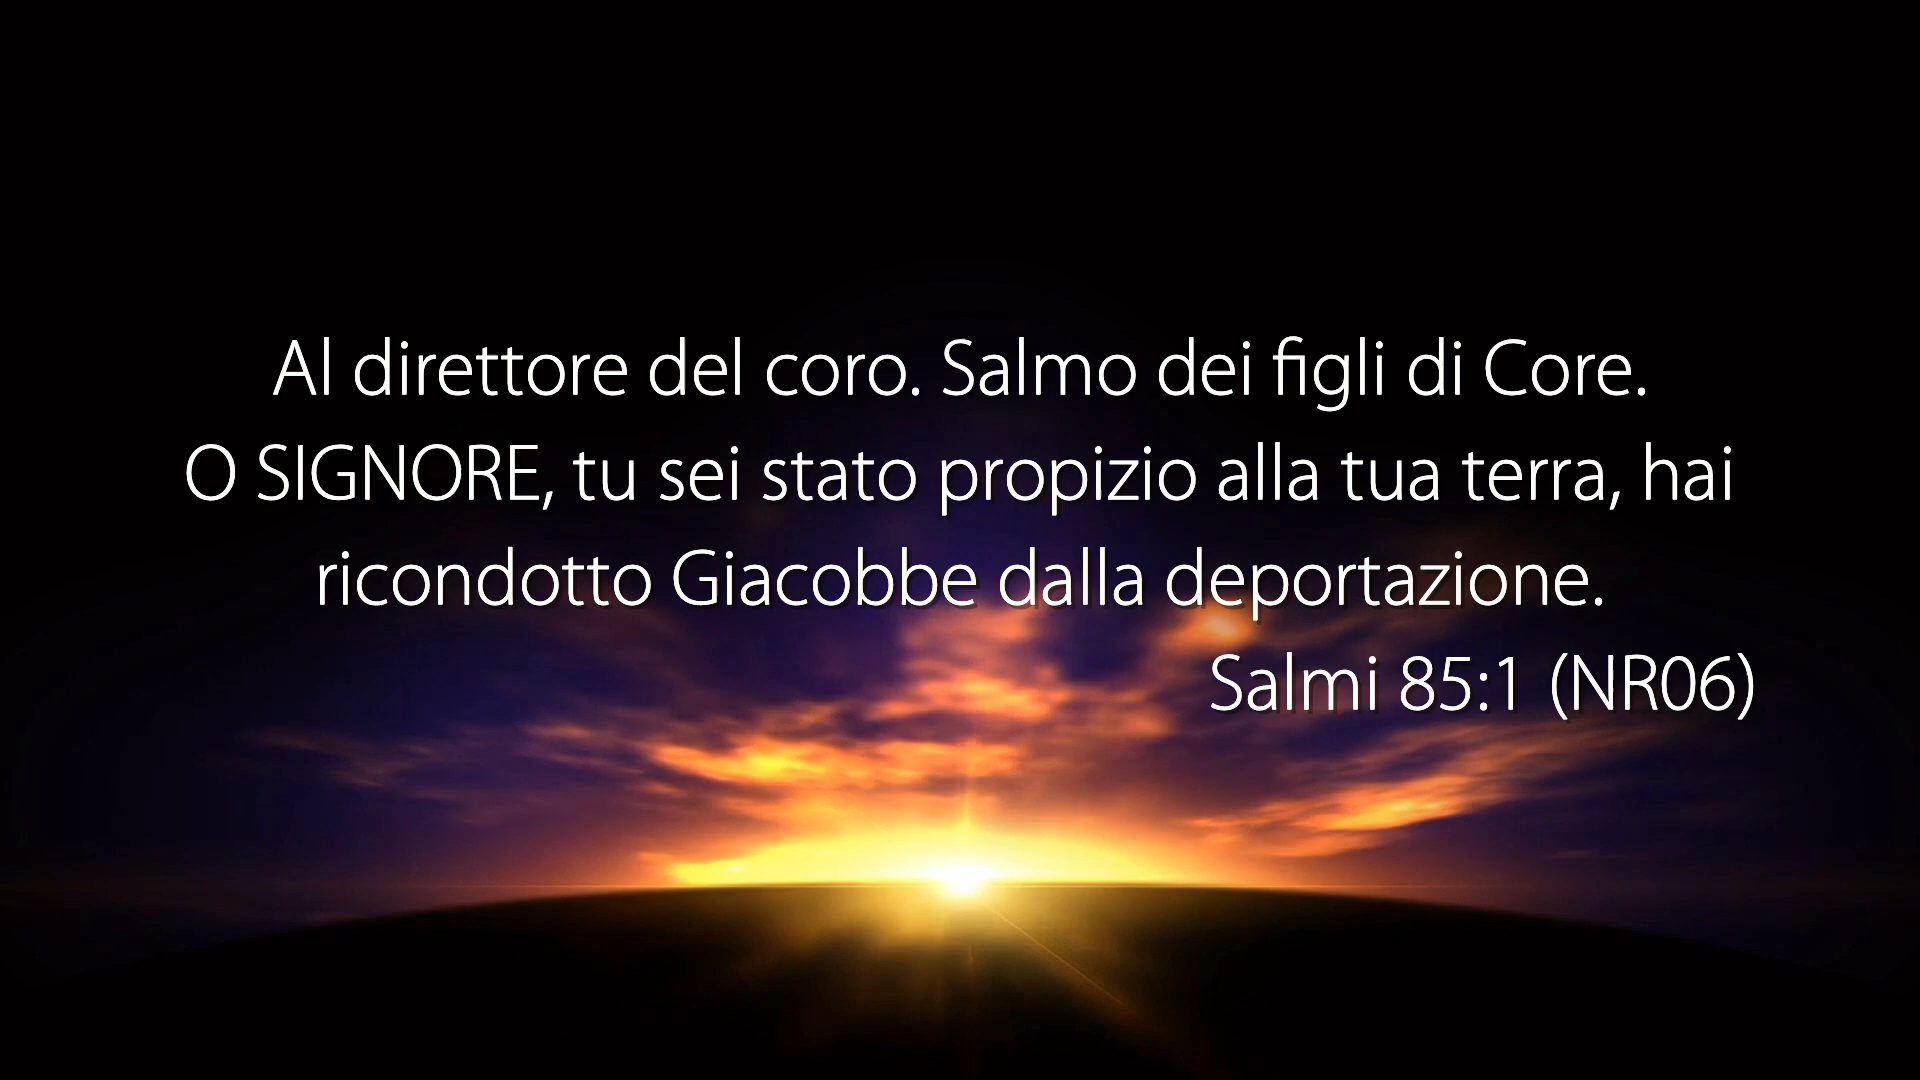 Al direttore del coro. Salmo dei figli di Core.
O SIGNORE, tu sei stato propizio alla tua terra, hai
ricondotto Giacobbe dalla deportazione.
Salmi 85:1 (NR06)